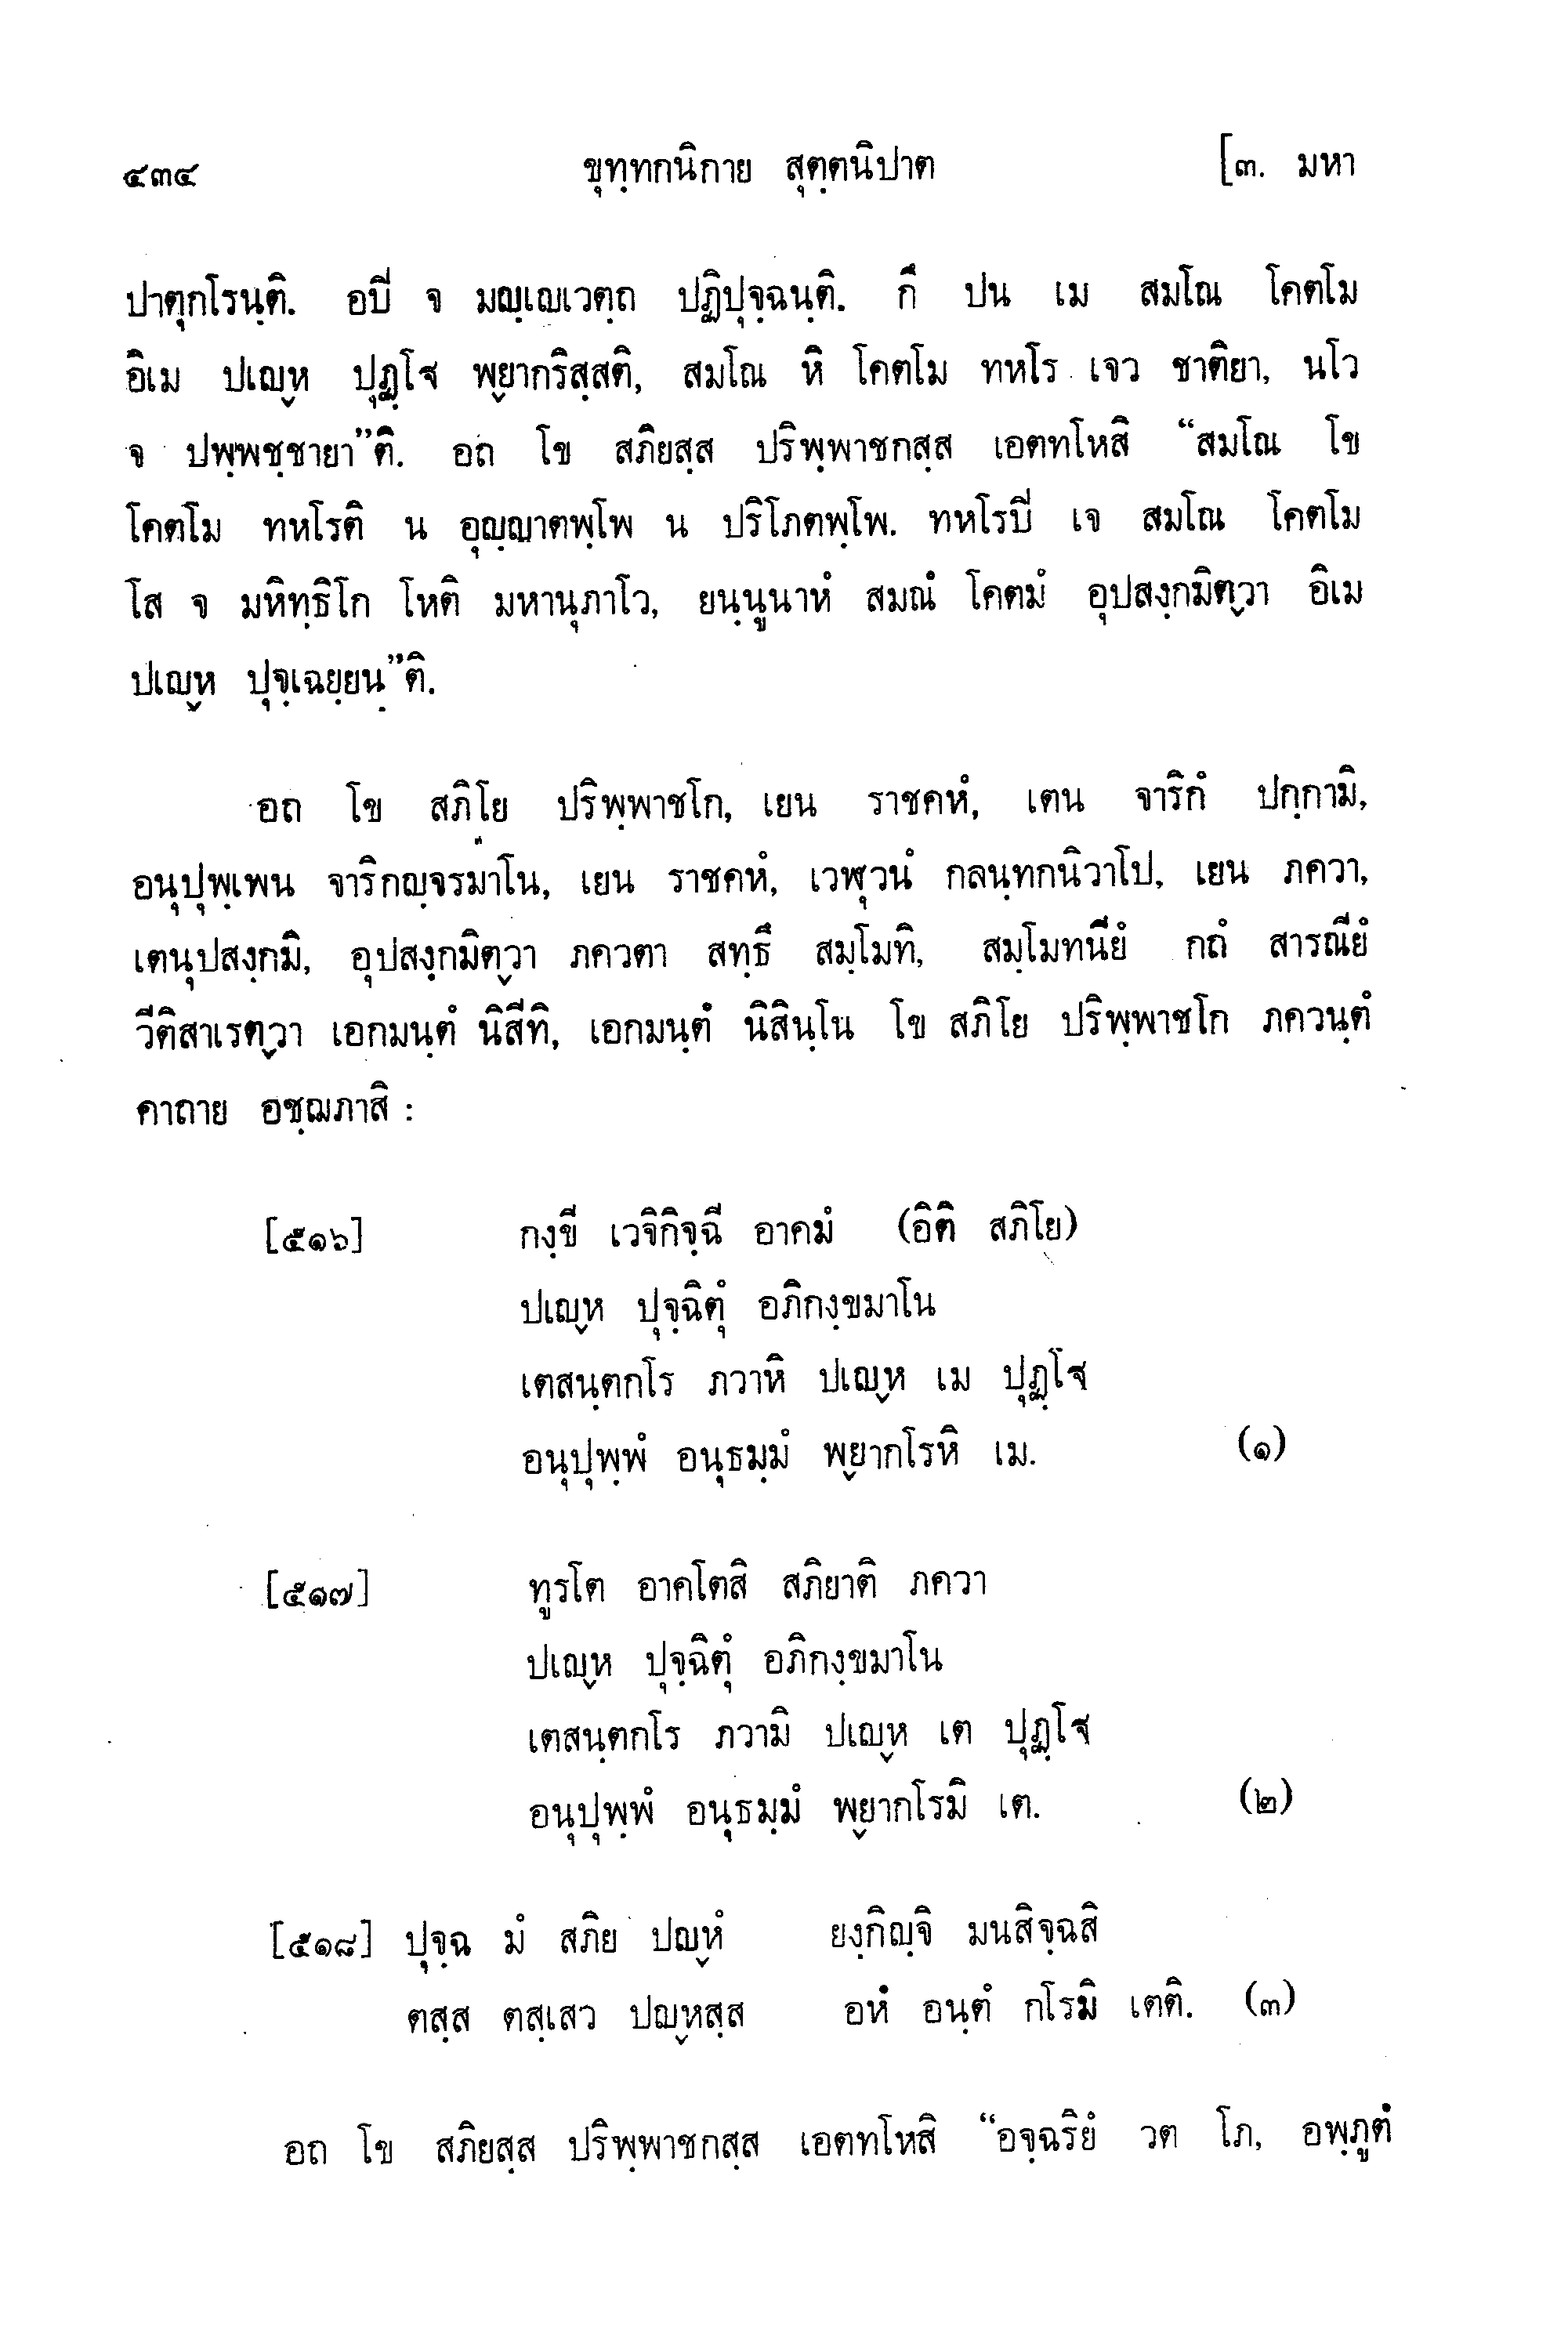 ๔๓๔ ขุทฺทกนิกาย สุตฺตนิปาต [๓. มหา
ปาตุกโรนฺติ. อปี จ มญฺเญเวตฺถ ปฏิปุจฺฉนฺติ. กึ ปน เม สมโณ โคตโม
อิเม ปเญฺห ปุฏฺโฐ พฺยากริสฺสติ, สมโณ หิ โคตโม ทหโร เจว ชาติยา, นโว
จ ปพฺพชฺชายา”ติ. อถ โข สภิยสฺส ปริพฺพาชกสฺส เอตทโหสิ “สมโณ โข
โคตโม ทหโรติ น อุญฺญาตพฺโพ น ปริโภตพฺโพ. ทหโรปี เจ สมโณ โคตโม
โส จ มหิทฺธิโก โหติ มหานุภาโว, ยนฺนูนาหํ สมณํ โคตมํ อุปสงฺกมิตฺวา อิเม
ปเญฺห ปุจฺเฉยฺยนฺ”ติ.
อถ โข สภิโย ปริพฺพาชโก, เยน ราชคหํ, เตน จาริกํ ปกฺกามิ,
อนุปุพฺเพน จาริกญฺจรมาโน, เยน ราชคหํ, เวฬุวนํ กลนฺทกนิวาโป, เยน ภควา,
เตนุปสงฺกมิ, อุปสงฺกมิตฺวา ภควตา สทฺธึ สมฺโมทิ, สมฺโมทนียํ กถํ สารณียํ
วีติสาเรตฺวา เอกมนฺตํ นิสีทิ, เอกมนฺตํ นิสินฺโน โข สภิโย ปริพฺพาชโก ภควนฺตํ
คาถาย อชฺฌภาสิ :
[๕๑๖] กงฺขี เวจิกิจฺฉี อาคมํ (อิติ สภิโย)
ปเญฺห ปุจฺฉิตุํ อภิกงฺขมาโน
เตสนฺตกโร ภวาหิ ปเญฺห เม ปุฏฺโฐ
อนุปุพฺพํ อนุธมฺมํ พฺยากโรหิ เม. (๑)
[๕๑๗] ทูรโต อาคโตสิ สภิยาติ ภควา
ปเญฺห ปุจฺฉิตุํ อภิกงฺขมาโน
เตสนฺตกโร ภวามิ ปเญฺห เต ปุฏฺโฐ
อนุปุพฺพํ อนุธมฺมํ พฺยากโรมิ เต. (๒)
[๕๑๘] ปุจฺฉ มํ สภิย ปญฺหํ ยงฺกิญฺจิ มนสิจฺฉสิ
ตสฺส ตสฺเสว ปญฺหสฺส อหํ อนฺตํ กโรมิ เตติ. (๓)
อถ โข สภิยสฺส ปริพฺพาชกสฺส เอตทโหสิ “อจฺฉริยํ วต โภ, อพฺภูตํ